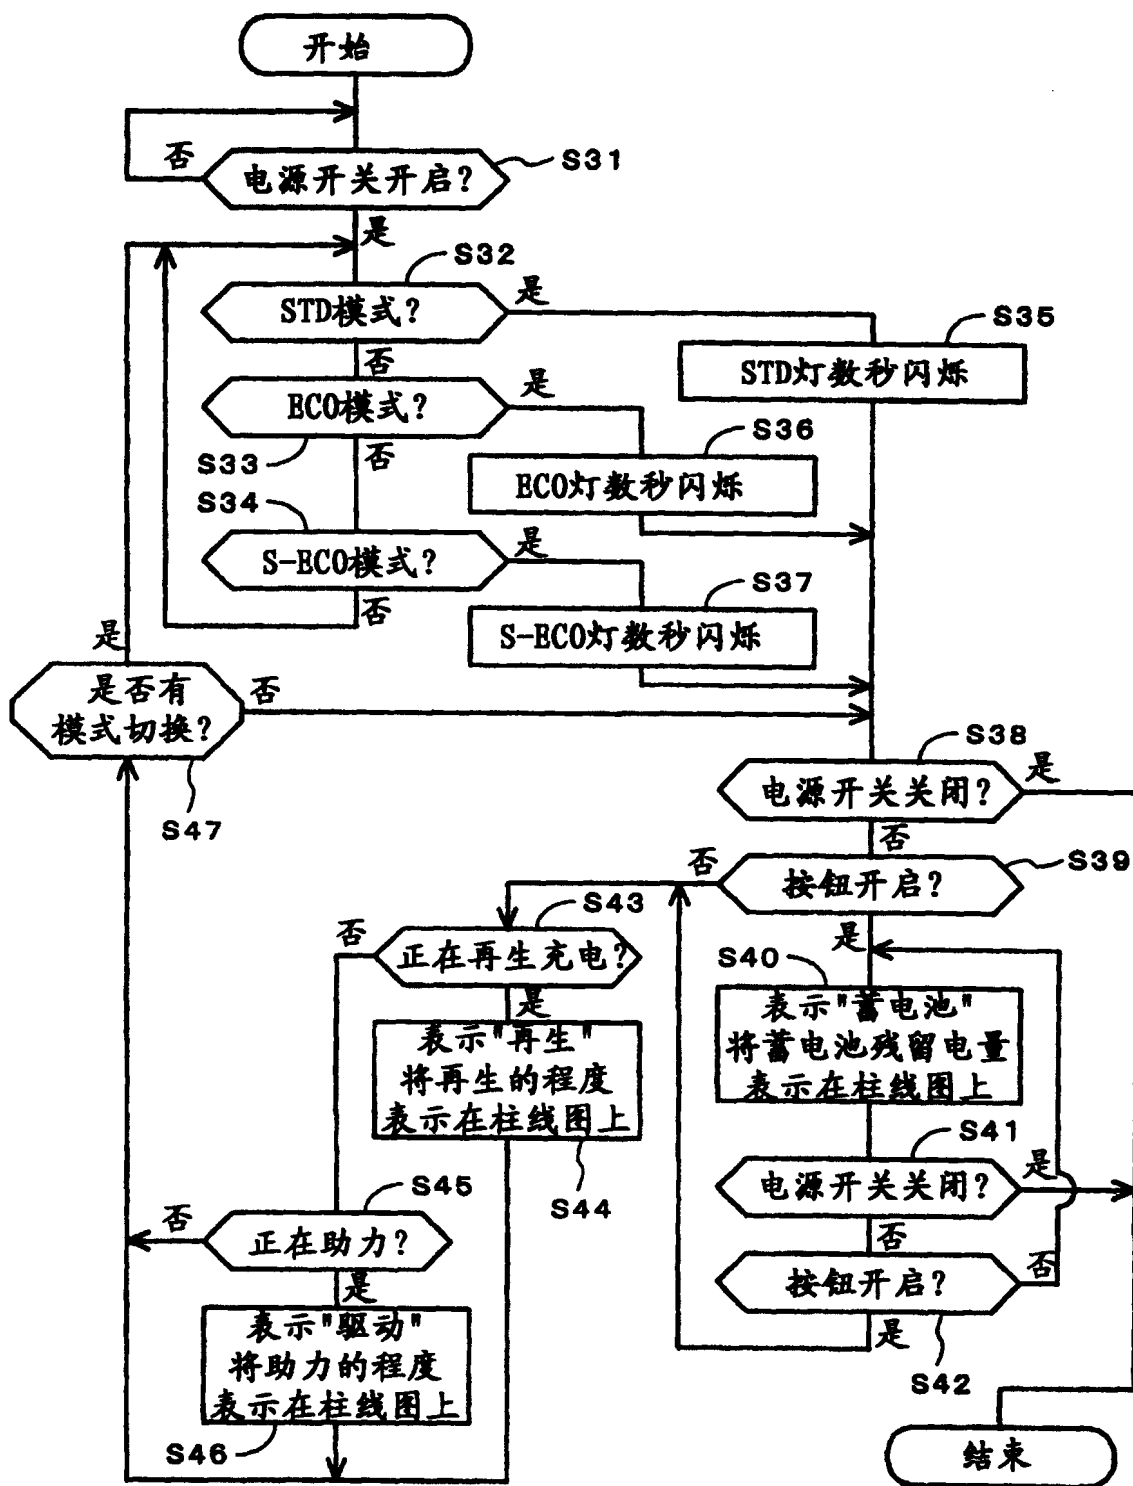 开始
否
电源开关开启?
S31
是
S32
STD模式?
是
S35
STD灯数秒闪烁
否
ECO模式?
是
S36
S33
否
ECO灯数秒闪烁
S34
S-ECO模式?
是
S37
否
S-ECO灯数秒闪烁
是
是否有
模式切换?
否
S47
S38
电源开关关闭?
是
否
S39
按钮开启?
否
是
S43
正在再生充电?
否
是
S40
表示"蓄电池"
将蓄电池残留电量
表示在柱线图上
表示"再生"
将再生的程度
表示在柱线图上
S44
S41
电源开关关闭?
是
否
S45
正在助力?
否
是
按钮开启?
否
是
S42
表示"驱动"
将助力的程度
表示在柱线图上
S46
结束